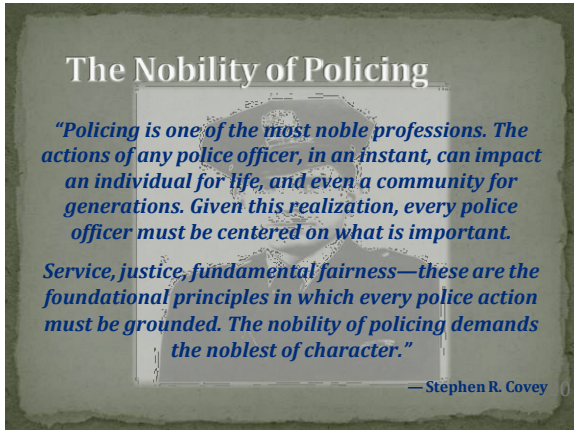 The Nobility of Policing
“Policing is one of the most noble professions. The
actions of any police officer, in an instant, can impact
an individual for life, and even a community for
generations. Given this realization, every police
officer must be centered on what is important.
Service, justice, fundamental fairness—these are the
foundational principles in which every police action
must be grounded. The nobility of policing demands
the noblest of character.”
— Stephen R. Covey